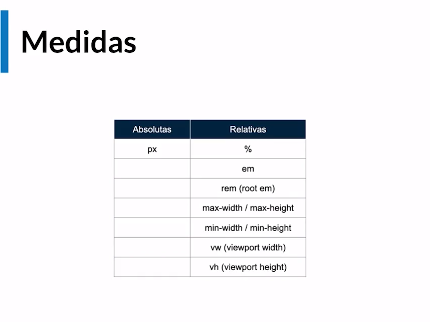 Medidas
Absolutas Relativas
px %
em
rem (root em)
max-width / max-height
min-width / min-height
vw (viewport width)
vh (viewport height)